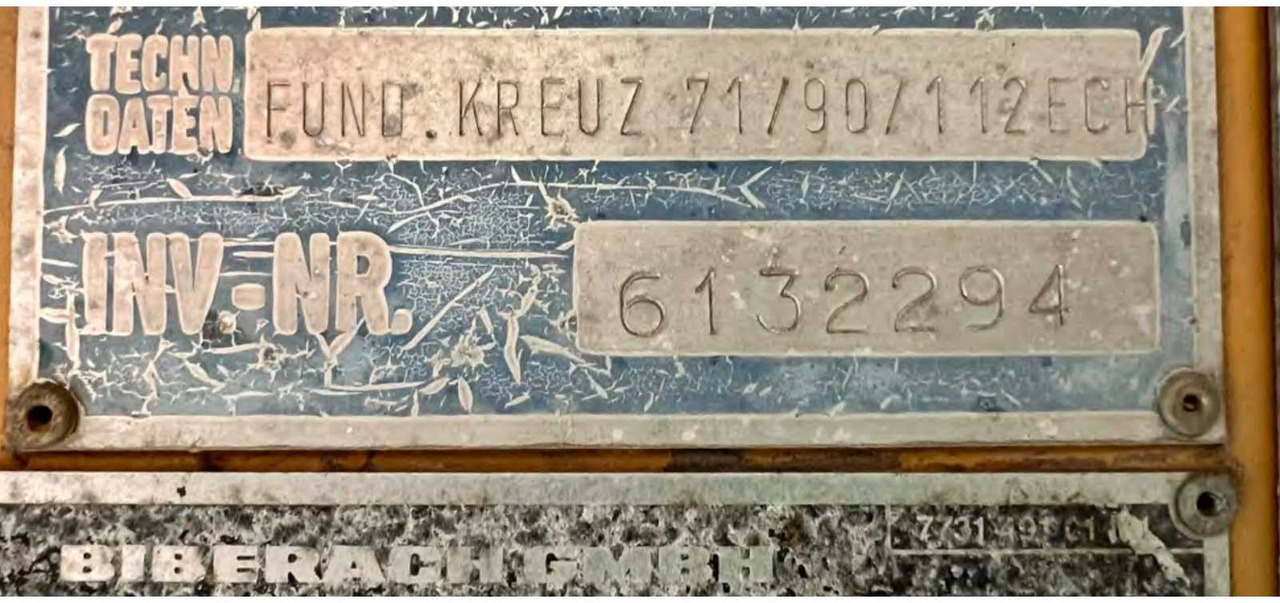 TECHN. DATEN
FUND. KREUZ 71/90/112ECH
INV-NR. 6132294
BIBERACH GMBH